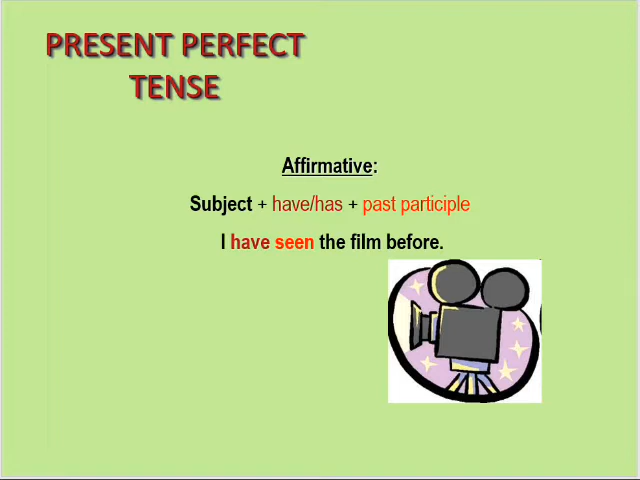 PRESENT PERFECT
TENSE
Affirmative:
Subject + have/has + past participle
I have seen the film before.